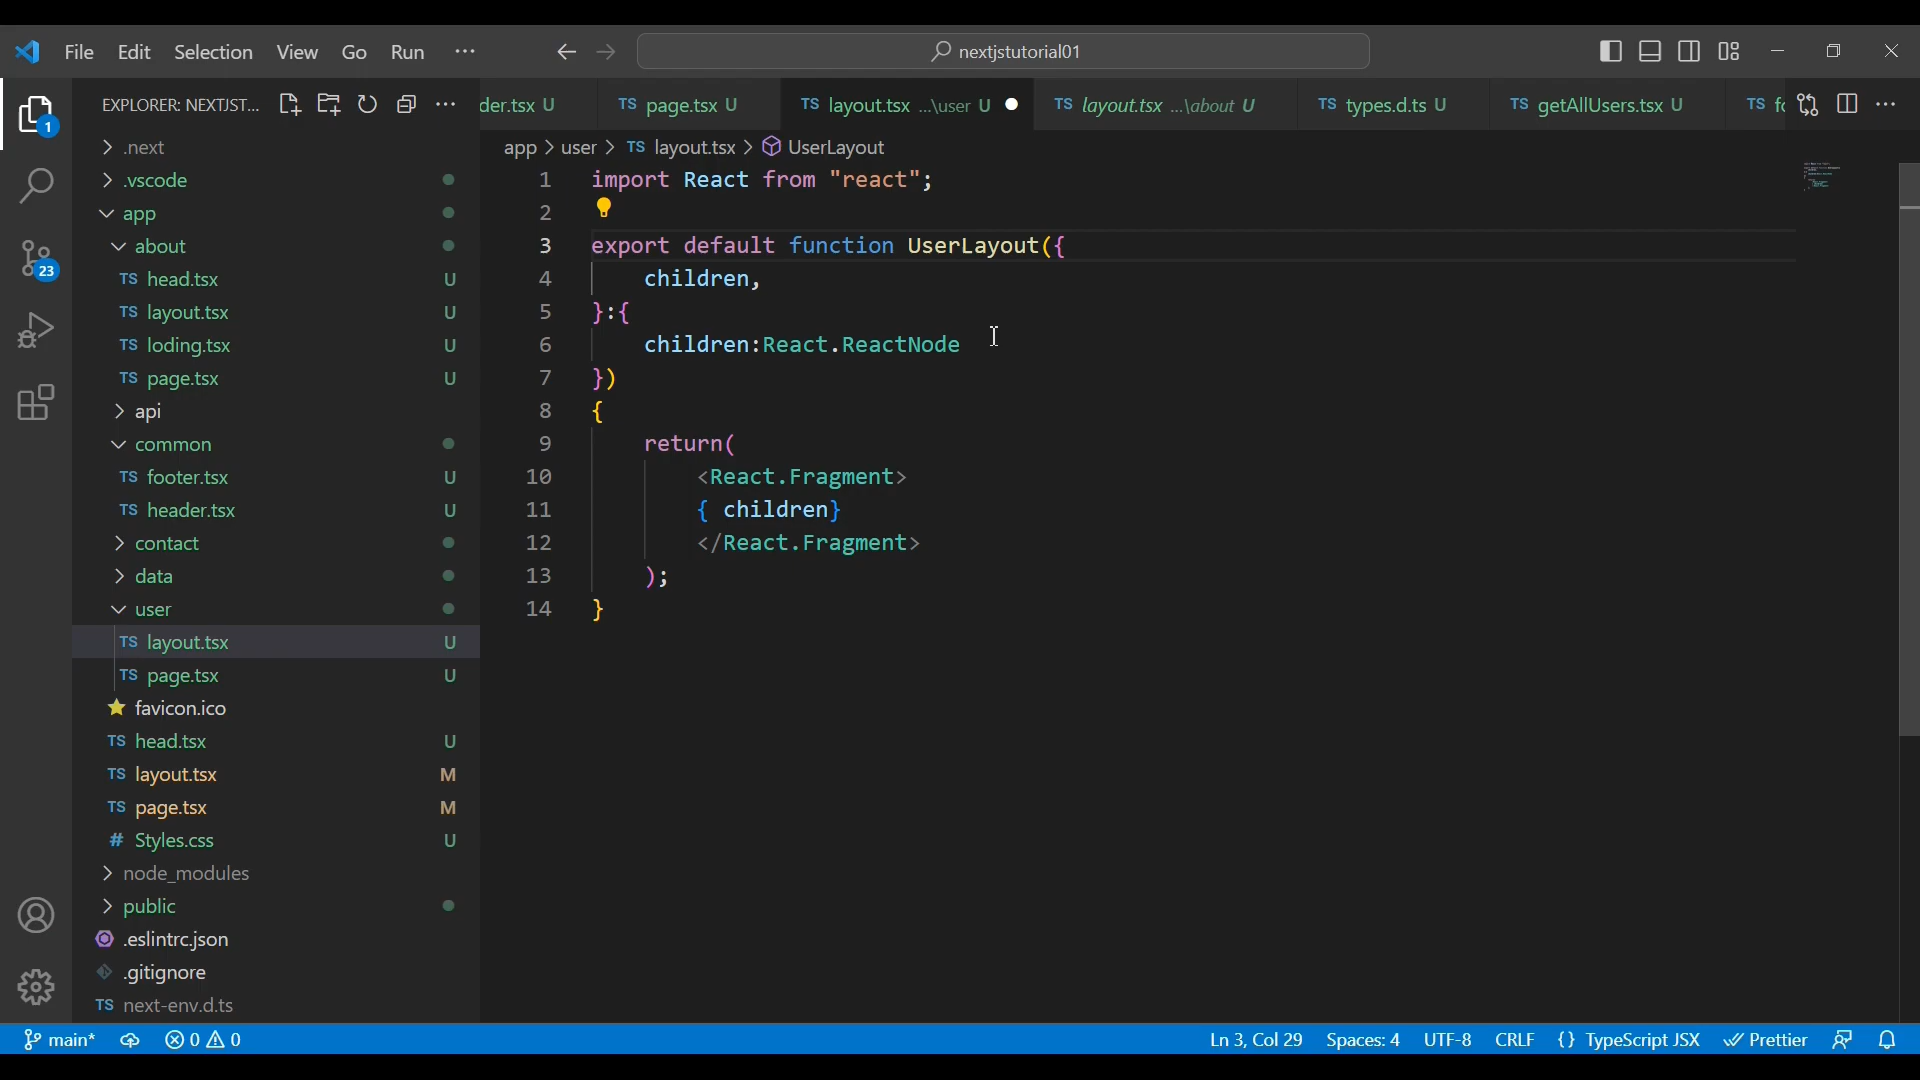 File Edit Selection View Go Run ··· nextjstutorial01
EXPLORER: NEXTJST... der.tsx U TS page.tsx U TS layout.tsx ...\user U TS layout.tsx ...\about U TS types.d.ts U TS getAllUsers.tsx U TS fo
1
23
.next
.vscode
app
about
TS head.tsx U
TS layout.tsx U
TS loding.tsx U
TS page.tsx U
api
common
TS footer.tsx U
TS header.tsx U
contact
data
user
TS layout.tsx U
TS page.tsx U
favicon.ico
TS head.tsx U
TS layout.tsx M
TS page.tsx M
# Styles.css U
node_modules
public
.eslintrc.json
.gitignore
TS next-env.d.ts
app > user > TS layout.tsx > UserLayout
1 import React from "react";
2
3 export default function UserLayout({
4 children,
5 }:{
6 children:React.ReactNode
7 })
8 {
9 return(
10 <React.Fragment>
11 { children}
12 </React.Fragment>
13 );
14 }
main* 0 0 Ln 3, Col 29 Spaces: 4 UTF-8 CRLF {} TypeScript JSX Prettier